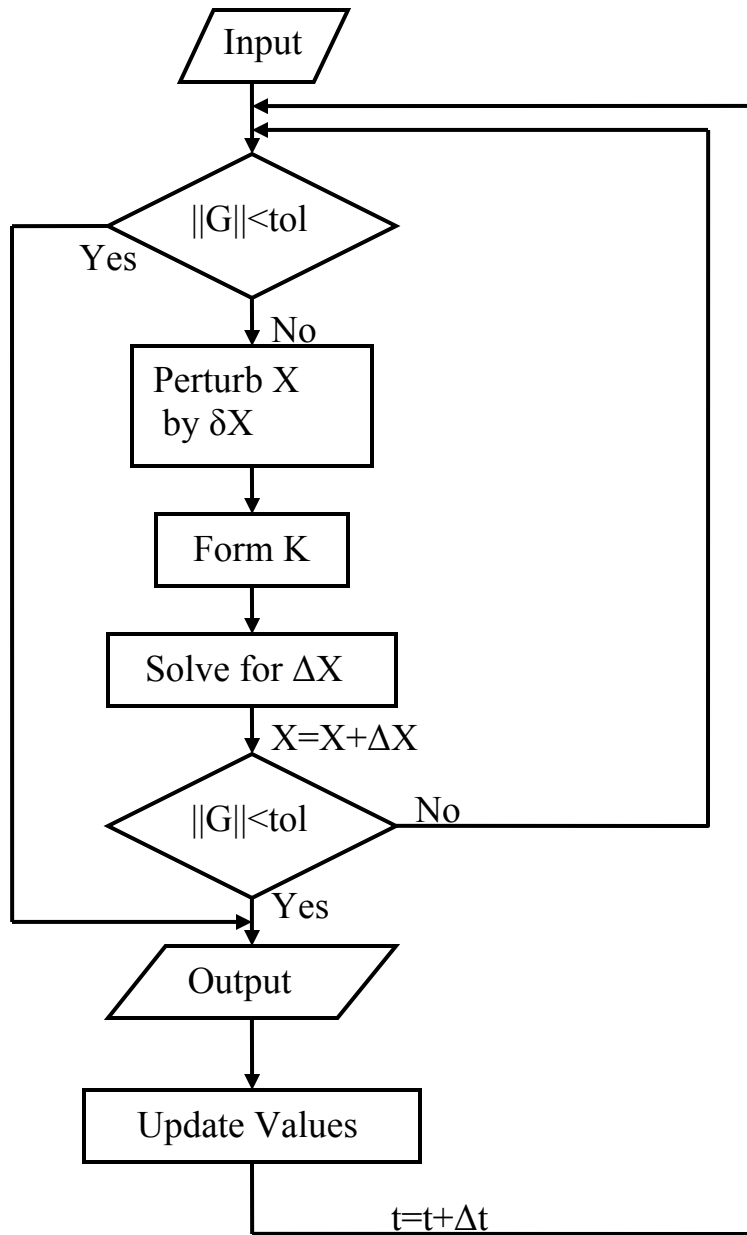 Input
||G||<tol
Yes
No
Perturb X
by δX
Form K
Solve for ΔX
X=X+ΔX
||G||<tol
No
Yes
Output
Update Values
t=t+Δt